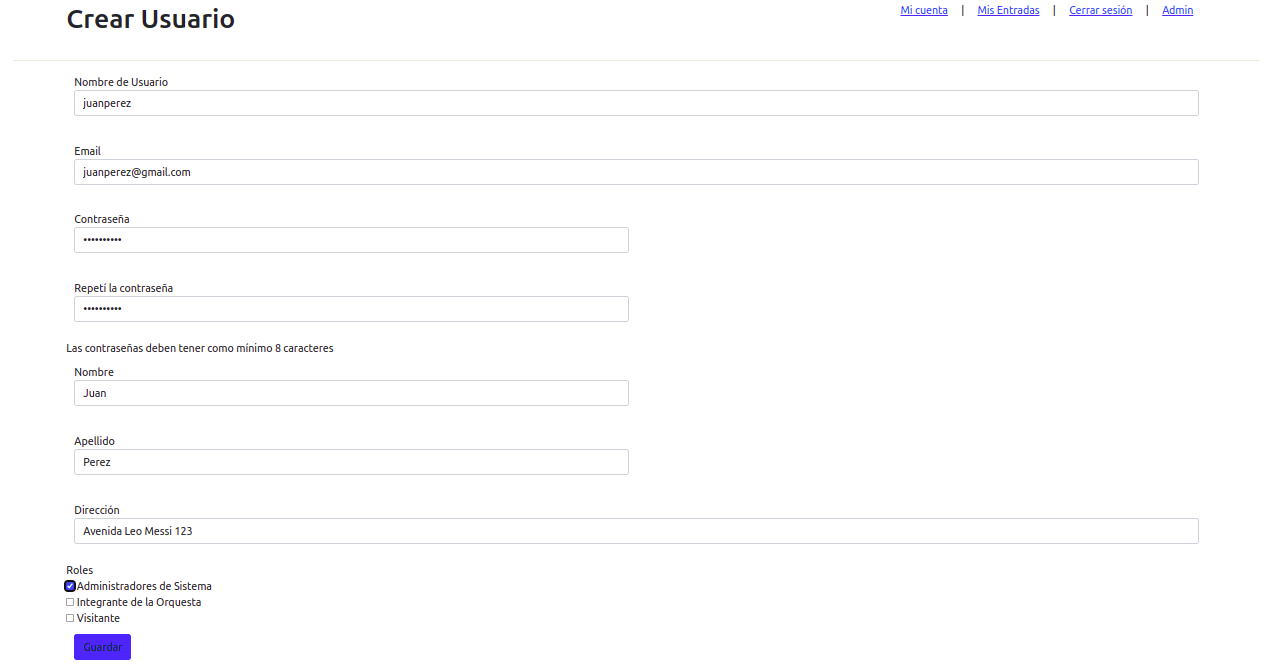 Crear Usuario
Mi cuenta | Mis Entradas | Cerrar sesión | Admin
Nombre de Usuario
juanperez
Email
juanperez@gmail.com
Contraseña
••••••••••
Repetí la contraseña
••••••••••
Las contraseñas deben tener como mínimo 8 caracteres
Nombre
Juan
Apellido
Perez
Dirección
Avenida Leo Messi 123
Roles
Administradores de Sistema
Integrante de la Orquesta
Visitante
Guardar